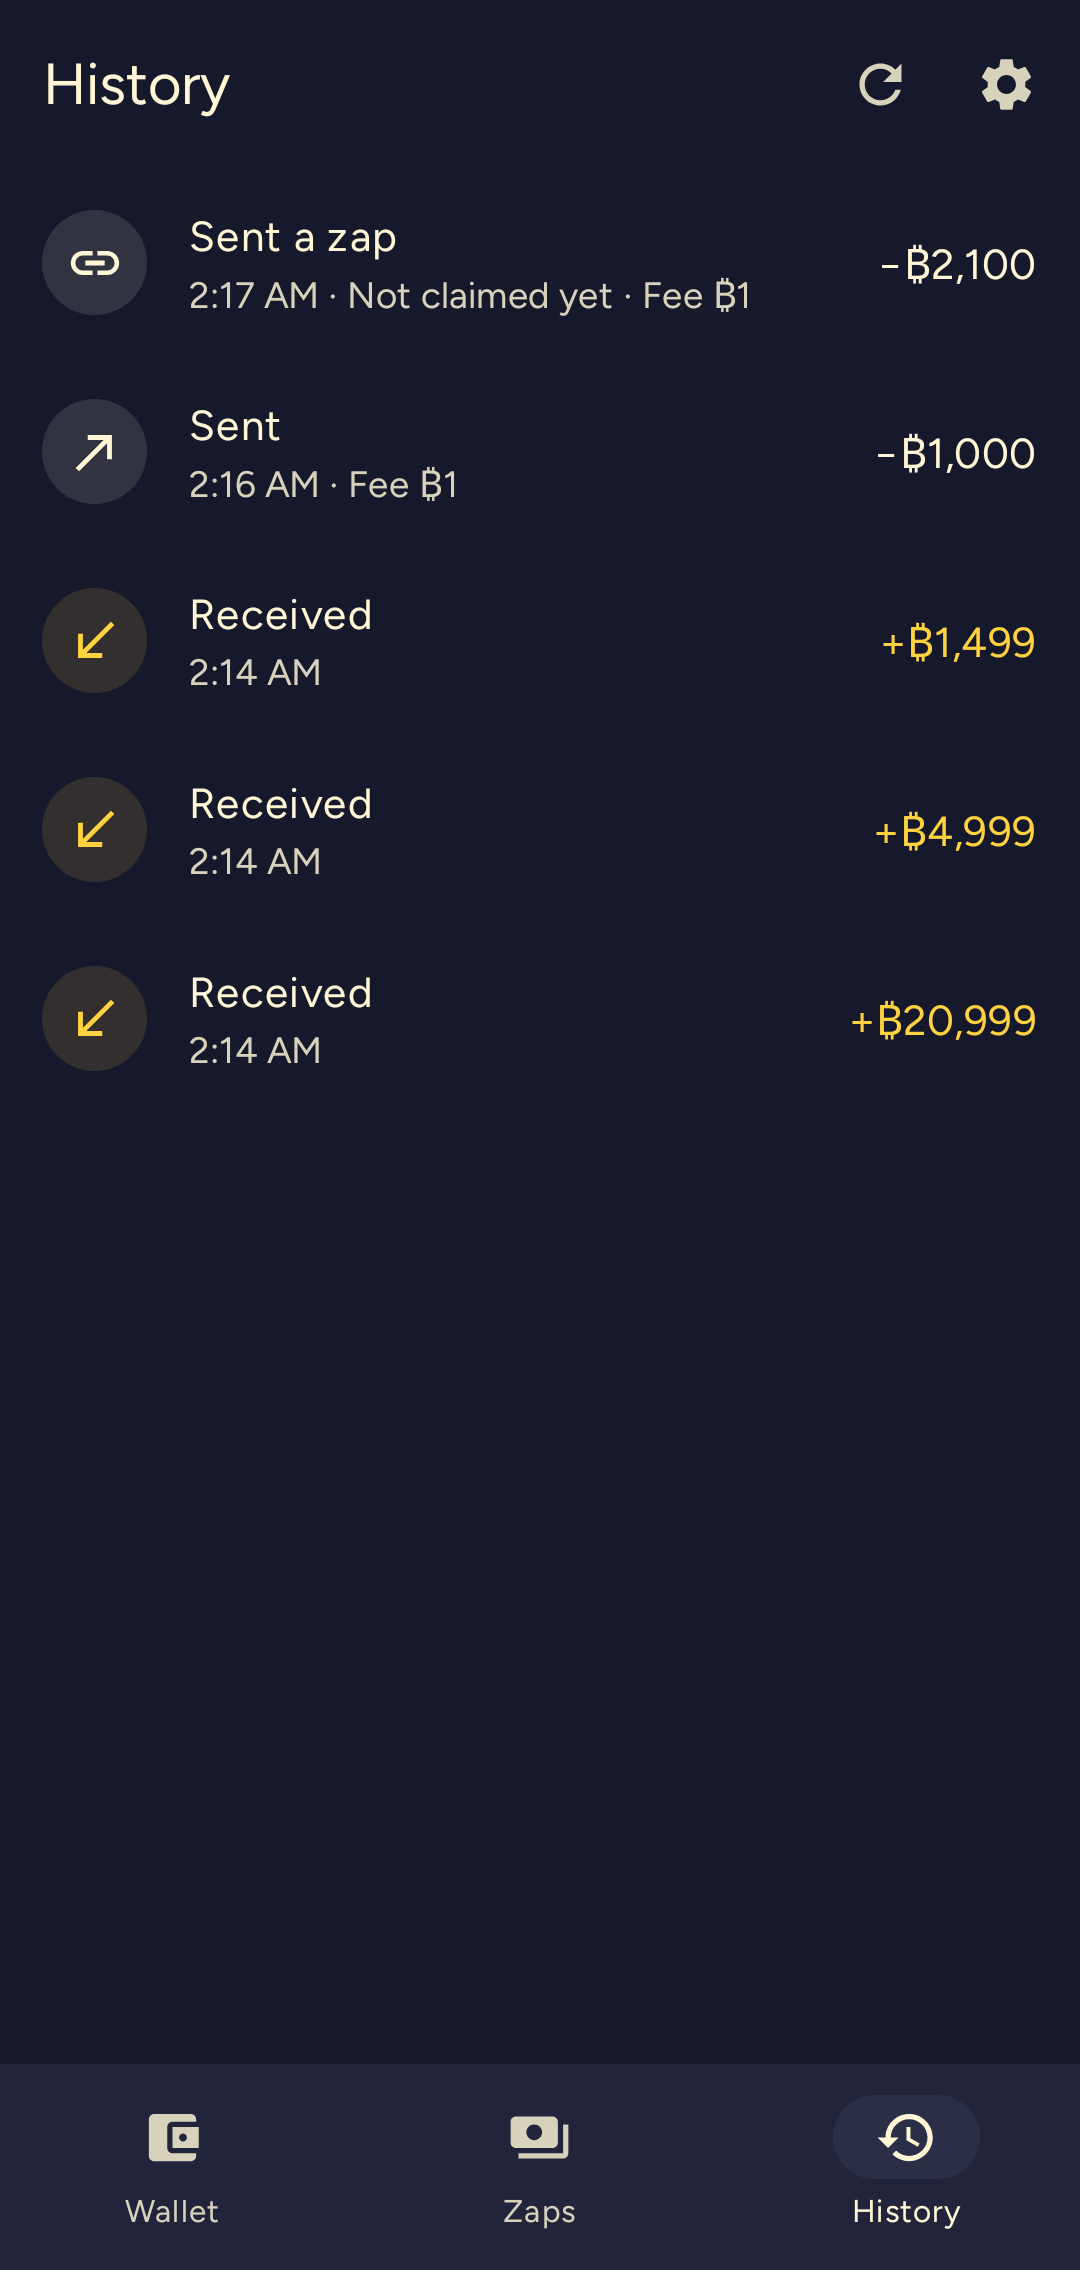 History
Sent a zap
2:17 AM · Not claimed yet · Fee ₿1
−₿2,100
Sent
2:16 AM · Fee ₿1
−₿1,000
Received
2:14 AM
+₿1,499
Received
2:14 AM
+₿4,999
Received
2:14 AM
+₿20,999
Wallet
Zaps
History